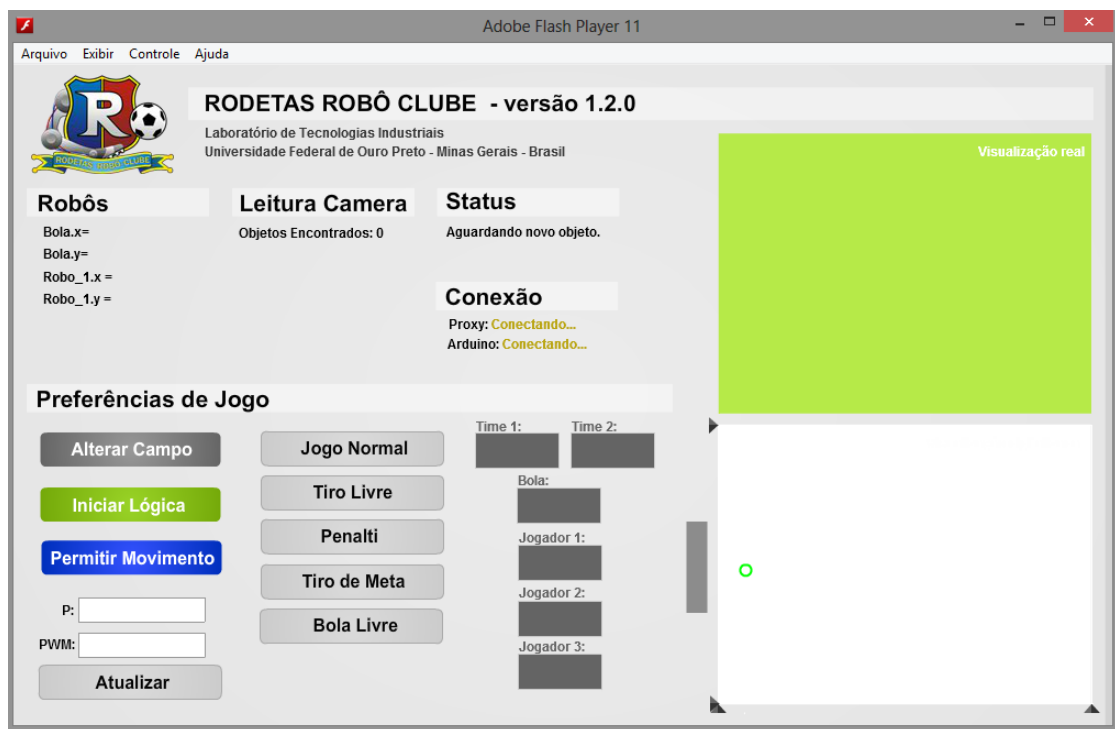 Adobe Flash Player 11
Arquivo Exibir Controle Ajuda
R
RODETAS ROBÔ CLUBE
RODETAS ROBÔ CLUBE - versão 1.2.0
Laboratório de Tecnologias Industriais
Universidade Federal de Ouro Preto - Minas Gerais - Brasil
Visualização real
Robôs
Bola.x=
Bola.y=
Robo_1.x =
Robo_1.y =
Leitura Camera
Objetos Encontrados: 0
Status
Aguardando novo objeto.
Conexão
Proxy: Conectando...
Arduino: Conectando...
Preferências de Jogo
Alterar Campo
Iniciar Lógica
Permitir Movimento
P:
PWM:
Atualizar
Jogo Normal
Tiro Livre
Penalti
Tiro de Meta
Bola Livre
Time 1: Time 2:
Bola:
Jogador 1:
Jogador 2:
Jogador 3: